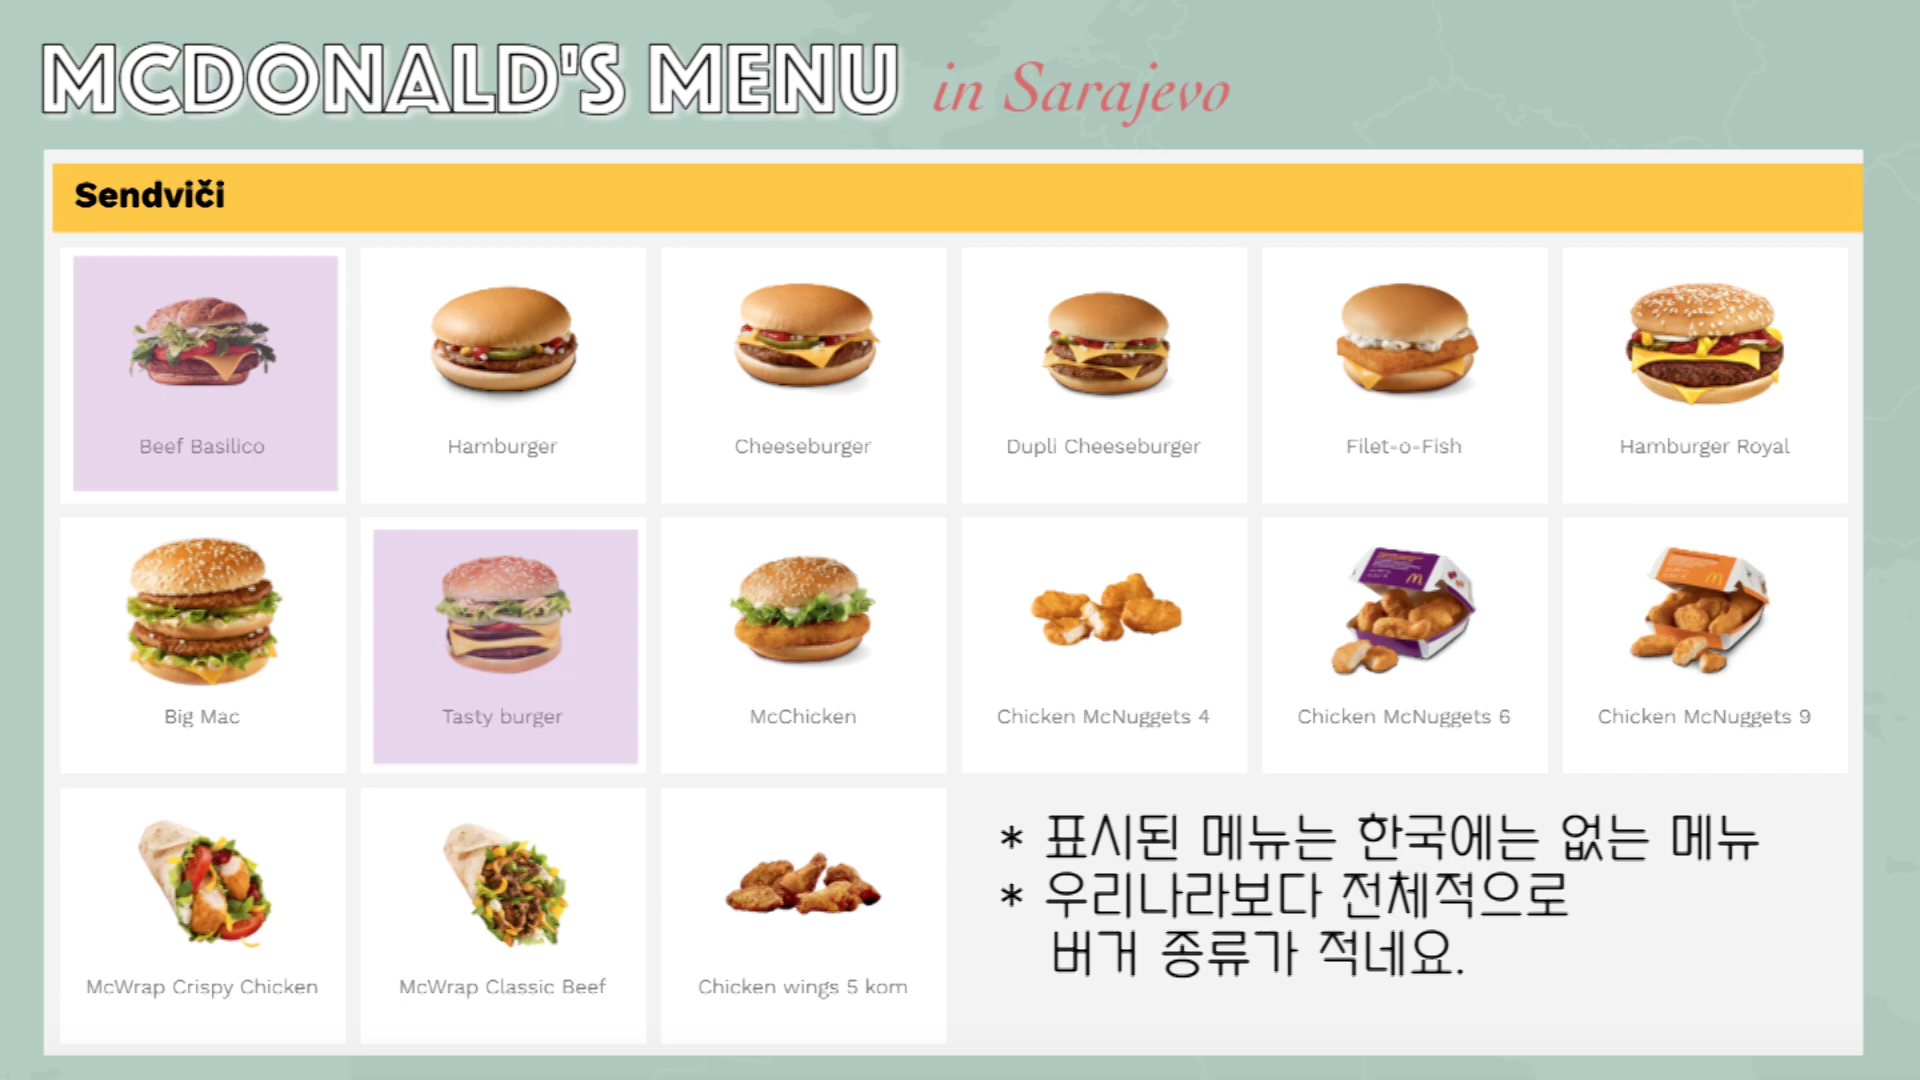 MCDONALD'S MENU in Sarajevo
Sendviči
Beef Basilico
Hamburger
Cheeseburger
Dupli Cheeseburger
Filet-o-Fish
Hamburger Royal
Big Mac
Tasty burger
McChicken
Chicken McNuggets 4
Chicken McNuggets 6
Chicken McNuggets 9
McWrap Crispy Chicken
McWrap Classic Beef
Chicken wings 5 kom
* 표시된 메뉴는 한국에는 없는 메뉴
* 우리나라보다 전체적으로
버거 종류가 적네요.